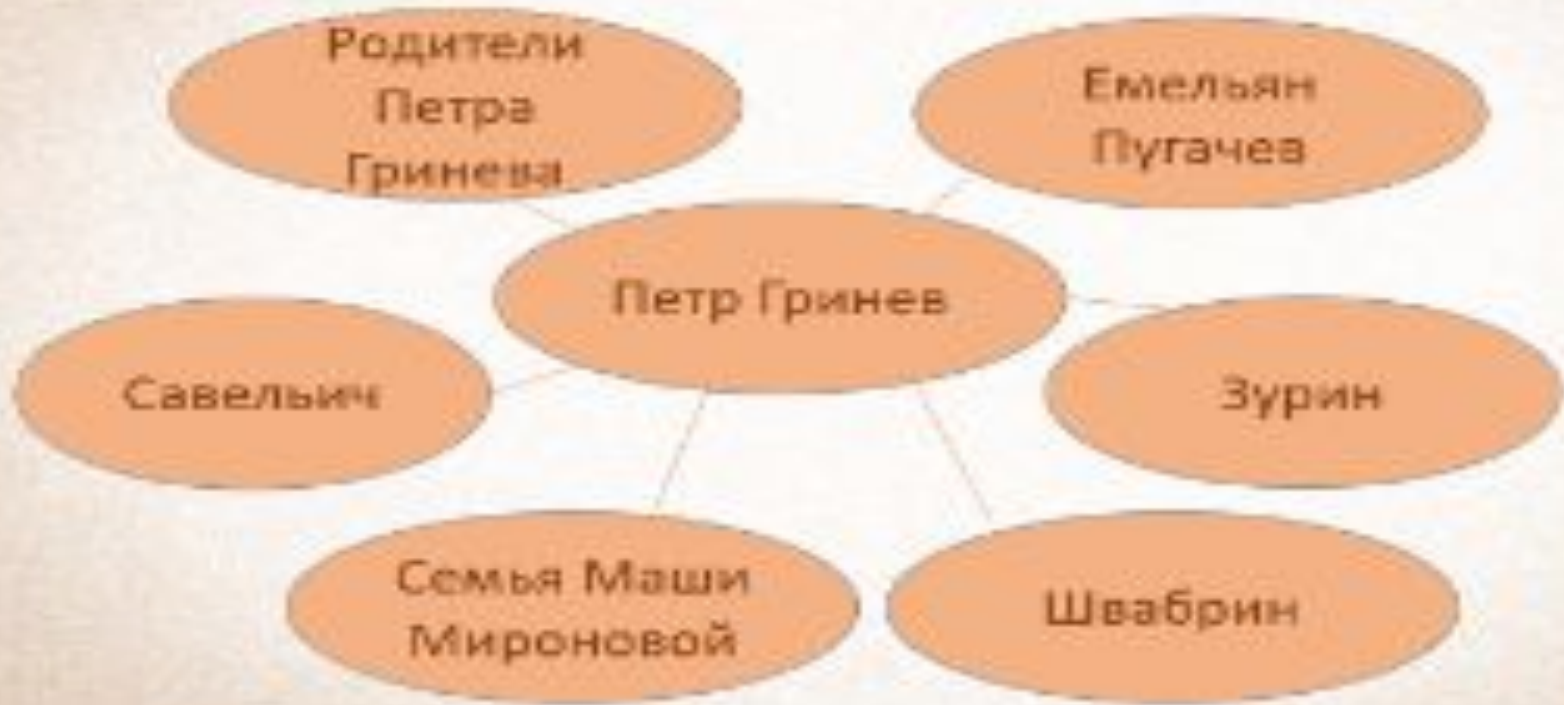 Родители
Петра
Гринева
Емельян
Пугачев
Петр Гринев
Савельич
Зурин
Семья Маши
Мироновой
Швабрин